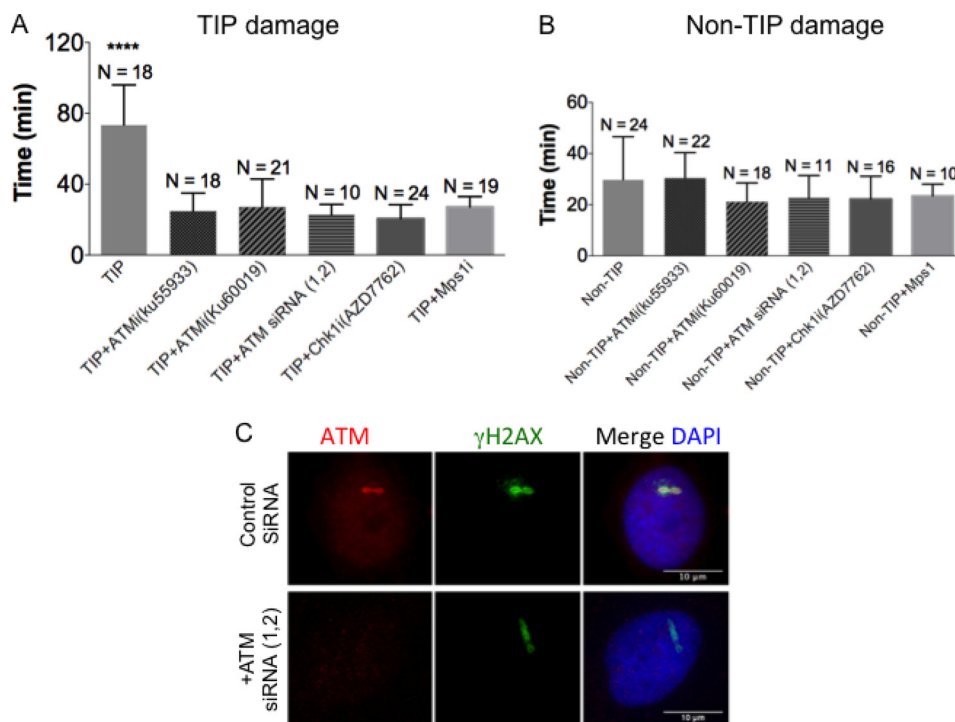 A
TIP damage
Time (min)
120
80
40
0
****
N = 18
N = 18
N = 21
N = 10
N = 24
N = 19
TIP
TIP+ATMi(ku55933)
TIP+ATMi(Ku60019)
TIP+ATM siRNA (1,2)
TIP+Chk1i(AZD7762)
TIP+Mps1i
B
Non-TIP damage
Time (min)
60
40
20
0
N = 24
N = 22
N = 18
N = 11
N = 16
N = 10
Non-TIP
Non-TIP+ATMi(ku55933)
Non-TIP+ATMi(Ku60019)
Non-TIP+ATM siRNA (1,2)
Non-TIP+Chk1i(AZD7762)
Non-TIP+Mps1
C
ATM
γH2AX
Merge DAPI
Control
SiRNA
10 μm
+ATM
siRNA (1,2)
10 μm